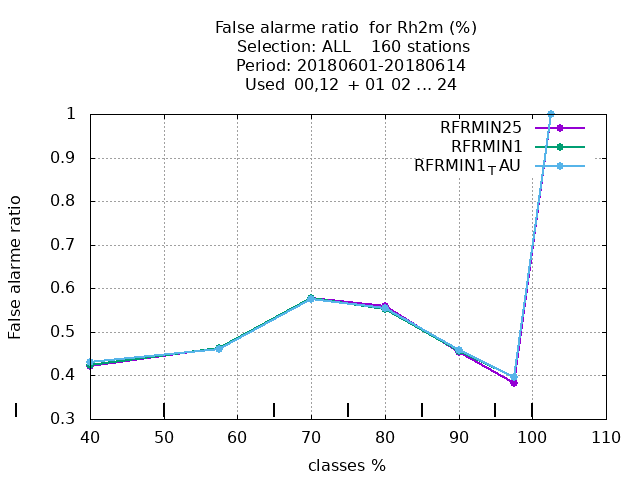 False alarme ratio  for Rh2m (%)
Selection: ALL    160 stations
Period: 20180601-20180614
Used  00,12  + 01 02 ... 24
RFRMIN25
RFRMIN1
RFRMIN1TAU
False alarme ratio
1
0.9
0.8
0.7
0.6
0.5
0.4
0.3
40 50 60 70 80 90 100 110
classes %